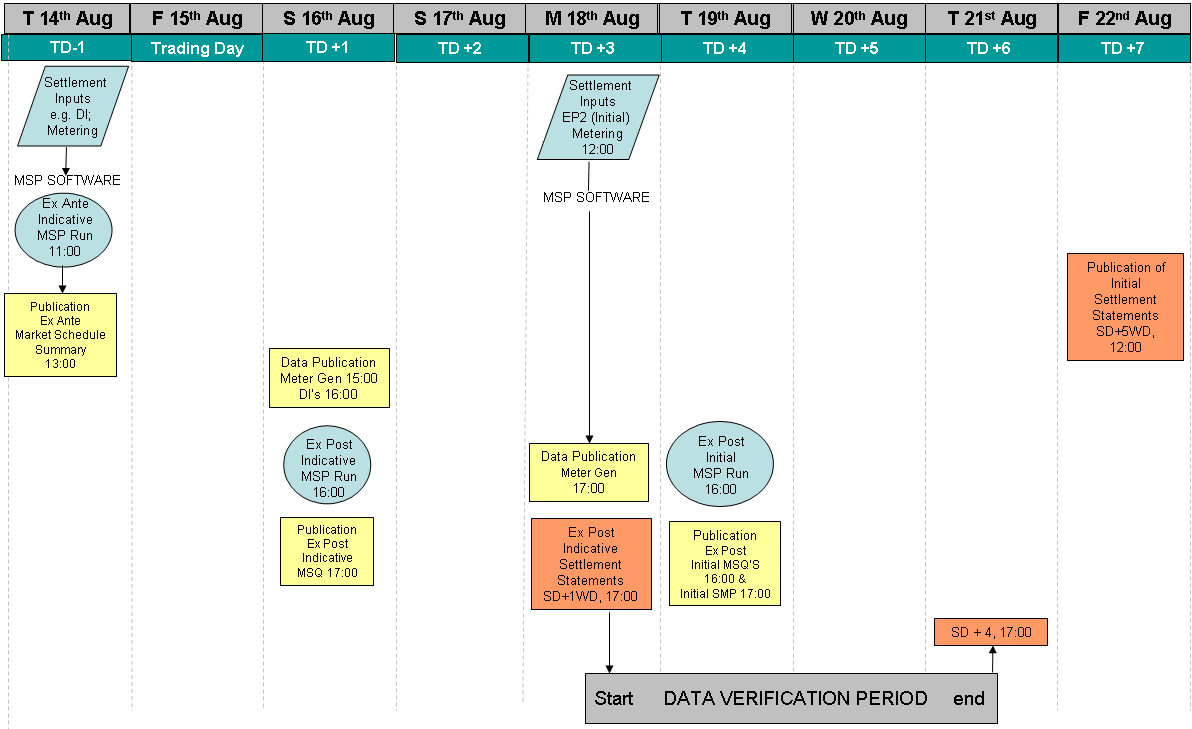 T 14th Aug
F 15th Aug
S 16th Aug
S 17th Aug
M 18th Aug
T 19th Aug
W 20th Aug
T 21st Aug
F 22nd Aug
TD-1
Trading Day
TD +1
TD +2
TD +3
TD +4
TD +5
TD +6
TD +7
Settlement
Inputs
e.g. DI;
Metering
MSP SOFTWARE
Ex Ante
Indicative
MSP Run
11:00
Publication
Ex Ante
Market Schedule
Summary
13:00
Data Publication
Meter Gen 15:00
DI's 16:00
Ex Post
Indicative
MSP Run
16:00
Publication
Ex Post
Indicative
MSQ 17:00
Settlement
Inputs
EP2 (Initial)
Metering
12:00
MSP SOFTWARE
Data Publication
Meter Gen
17:00
Ex Post
Indicative
Settlement
Statements
SD+1WD, 17:00
Ex Post
Initial
MSP Run
16:00
Publication
Ex Post
Initial MSQ'S
16:00 &
Initial SMP 17:00
SD + 4, 17:00
Publication of
Initial
Settlement
Statements
SD+5WD,
12:00
Start DATA VERIFICATION PERIOD end